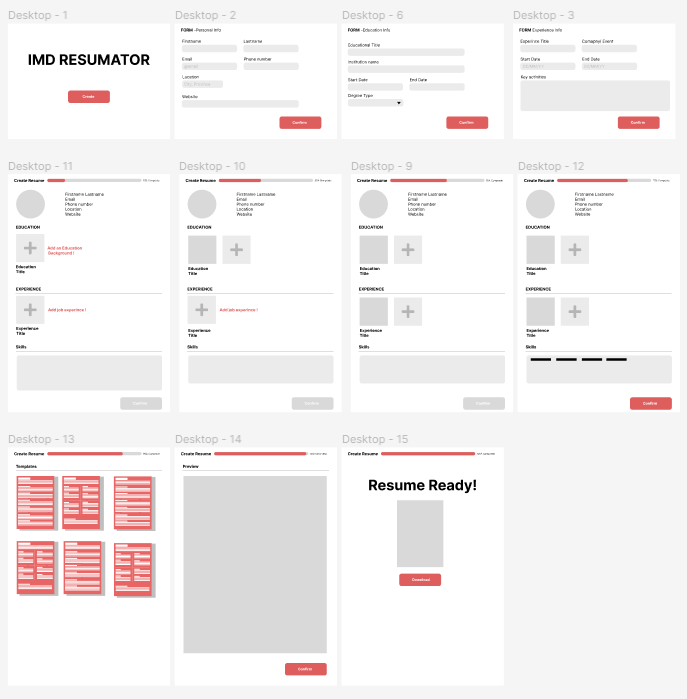 Desktop - 1
IMD RESUMATOR
Create
Desktop - 2
FORM - Personal Info
Firstname
Lastname
Email
Phone number
Location
Website
Confirm
Desktop - 6
FORM - Education Info
Educational Title
Institution name
Start Date
End Date
Degree Type
Confirm
Desktop - 3
FORM Experience Info
Experince Title
Start Date
End Date
Key activities
Confirm
Desktop - 11
Create Resume
Firstname Lastname
Email
Phone number
Location
Website
EDUCATION
Add an Education
Background !
Education
Title
EXPERIENCE
Add job experince !
Experience
Title
Skills
Confirm
Desktop - 10
Create Resume
Firstname Lastname
Email
Phone number
Location
Website
EDUCATION
Education
Title
EXPERIENCE
Add job experince !
Experience
Title
Skills
Confirm
Desktop - 9
Create Resume
Firstname Lastname
Email
Phone number
Location
Website
EDUCATION
Education
Title
EXPERIENCE
Experience
Title
Skills
Confirm
Desktop - 12
Create Resume
Firstname Lastname
Email
Phone number
Location
Website
EDUCATION
Education
Title
EXPERIENCE
Experience
Title
Skills
Confirm
Desktop - 13
Create Resume
Templates
Desktop - 14
Create Resume
Preview
Confirm
Desktop - 15
Create Resume
Resume Ready!
Download